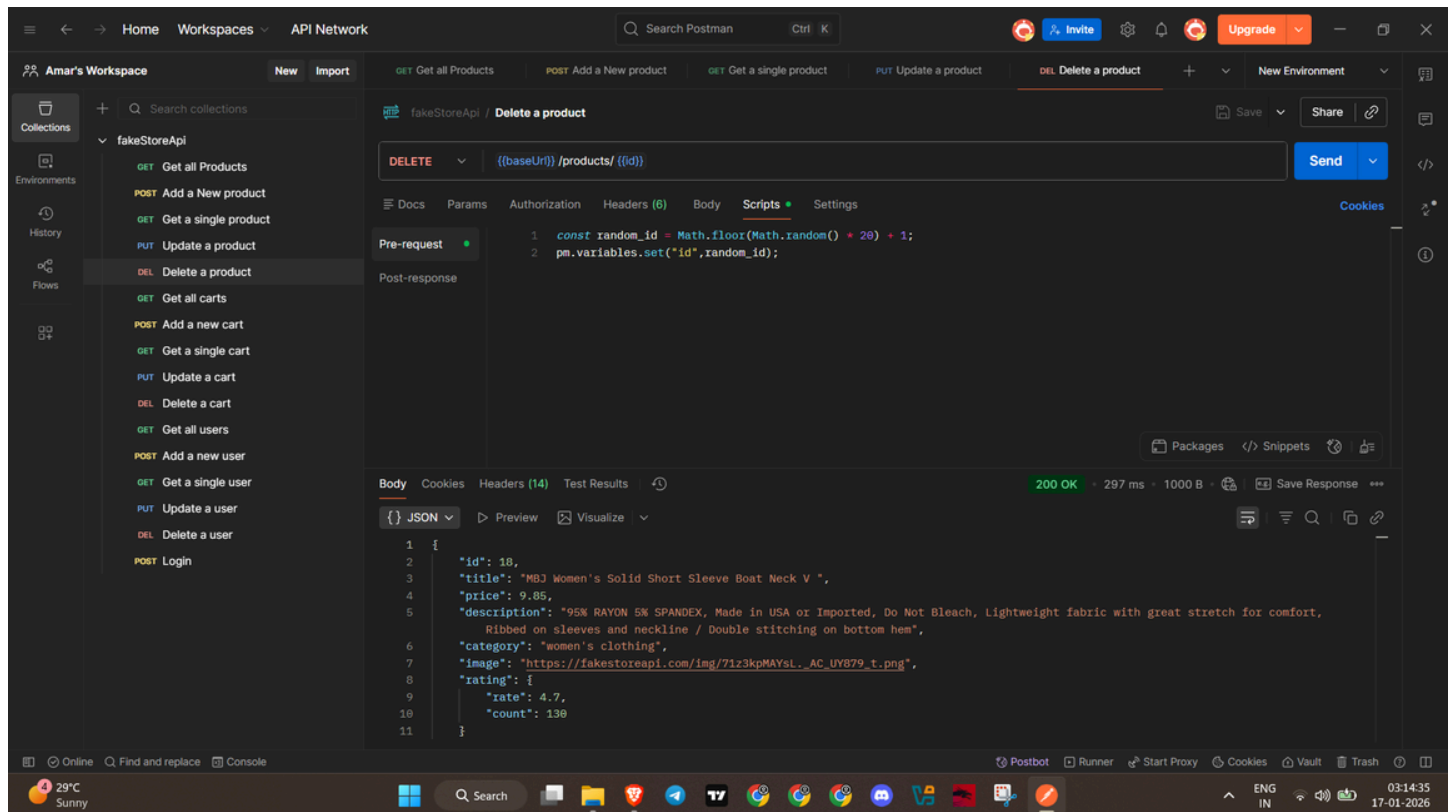 Home Workspaces API Network Search Postman Ctrl K Invite Upgrade
Amar's Workspace New Import GET Get all Products POST Add a New product GET Get a single product PUT Update a product DEL Delete a product New Environment
Collections
Environments
History
Flows
Search collections
fakeStoreApi
GET Get all Products
POST Add a New product
GET Get a single product
PUT Update a product
DEL Delete a product
GET Get all carts
POST Add a new cart
GET Get a single cart
PUT Update a cart
DEL Delete a cart
GET Get all users
POST Add a new user
GET Get a single user
PUT Update a user
DEL Delete a user
POST Login
HTTP fakeStoreApi / Delete a product Save Share
DELETE {{baseUrl}} /products/ {{id}} Send
Docs Params Authorization Headers (6) Body Scripts Settings Cookies
Pre-request
Post-response
1 const random_id = Math.floor(Math.random() * 20) + 1;
2 pm.variables.set("id",random_id);
Packages Snippets
Body Cookies Headers (14) Test Results 200 OK 297 ms 1000 B Save Response
{} JSON Preview Visualize
1 {
2 "id": 18,
3 "title": "MBJ Women's Solid Short Sleeve Boat Neck V ",
4 "price": 9.85,
5 "description": "95% RAYON 5% SPANDEX, Made in USA or Imported, Do Not Bleach, Lightweight fabric with great stretch for comfort,
Ribbed on sleeves and neckline / Double stitching on bottom hem",
6 "category": "women's clothing",
7 "image": "https://fakestoreapi.com/img/71z3kpMAYsL._AC_UY879_t.png",
8 "rating": {
9 "rate": 4.7,
10 "count": 130
11 }
Online Find and replace Console Postbot Runner Start Proxy Cookies Vault Trash
4 29°C
Sunny
Search
ENG
IN
03:14:35
17-01-2026